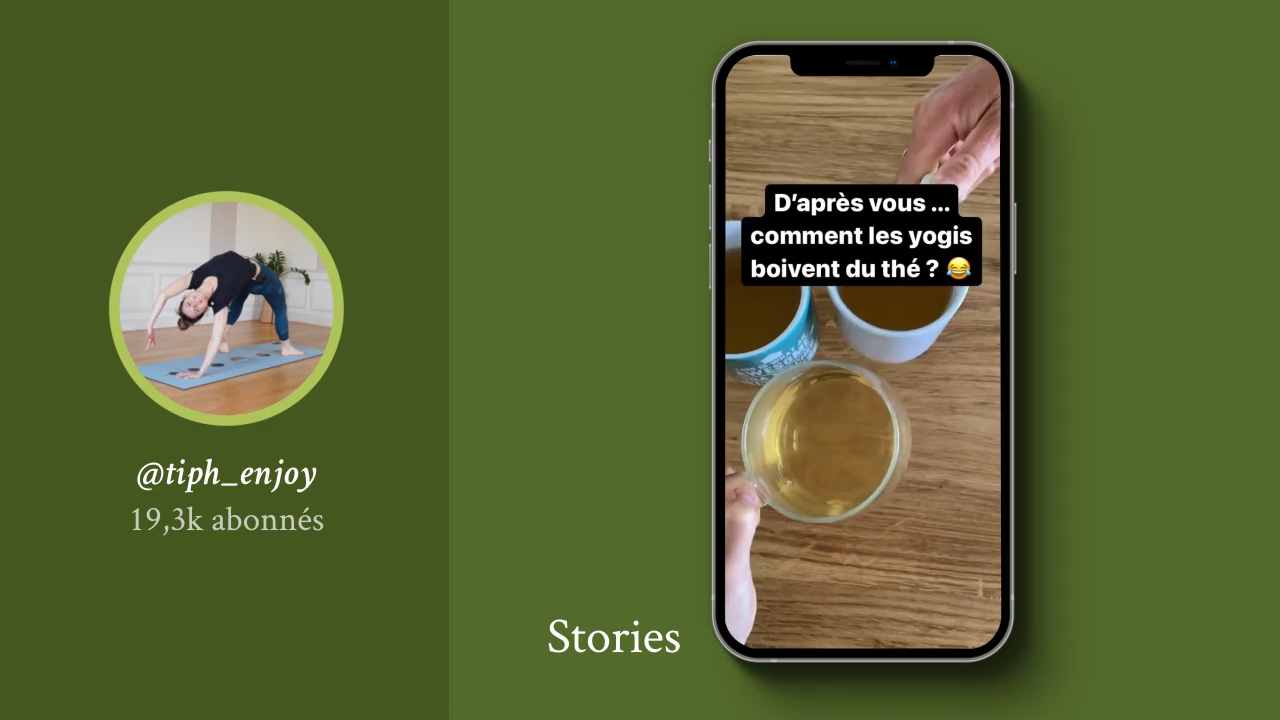 @tiph_enjoy
19,3k abonnés
Stories
D'après vous ...
comment les yogis
boivent du thé ? 😂